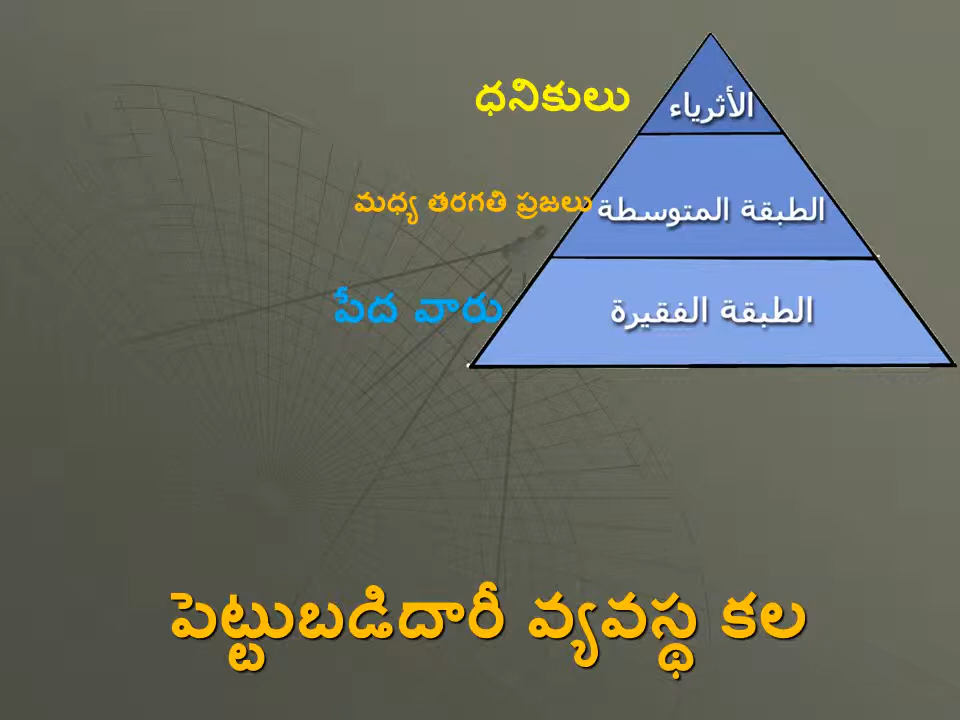 ధనికులు
الأثرياء
మధ్య తరగతి ప్రజలు
الطبقة المتوسطة
పేద వారు
الطبقة الفقيرة
పెట్టుబడిదారీ వ్యవస్థ కల